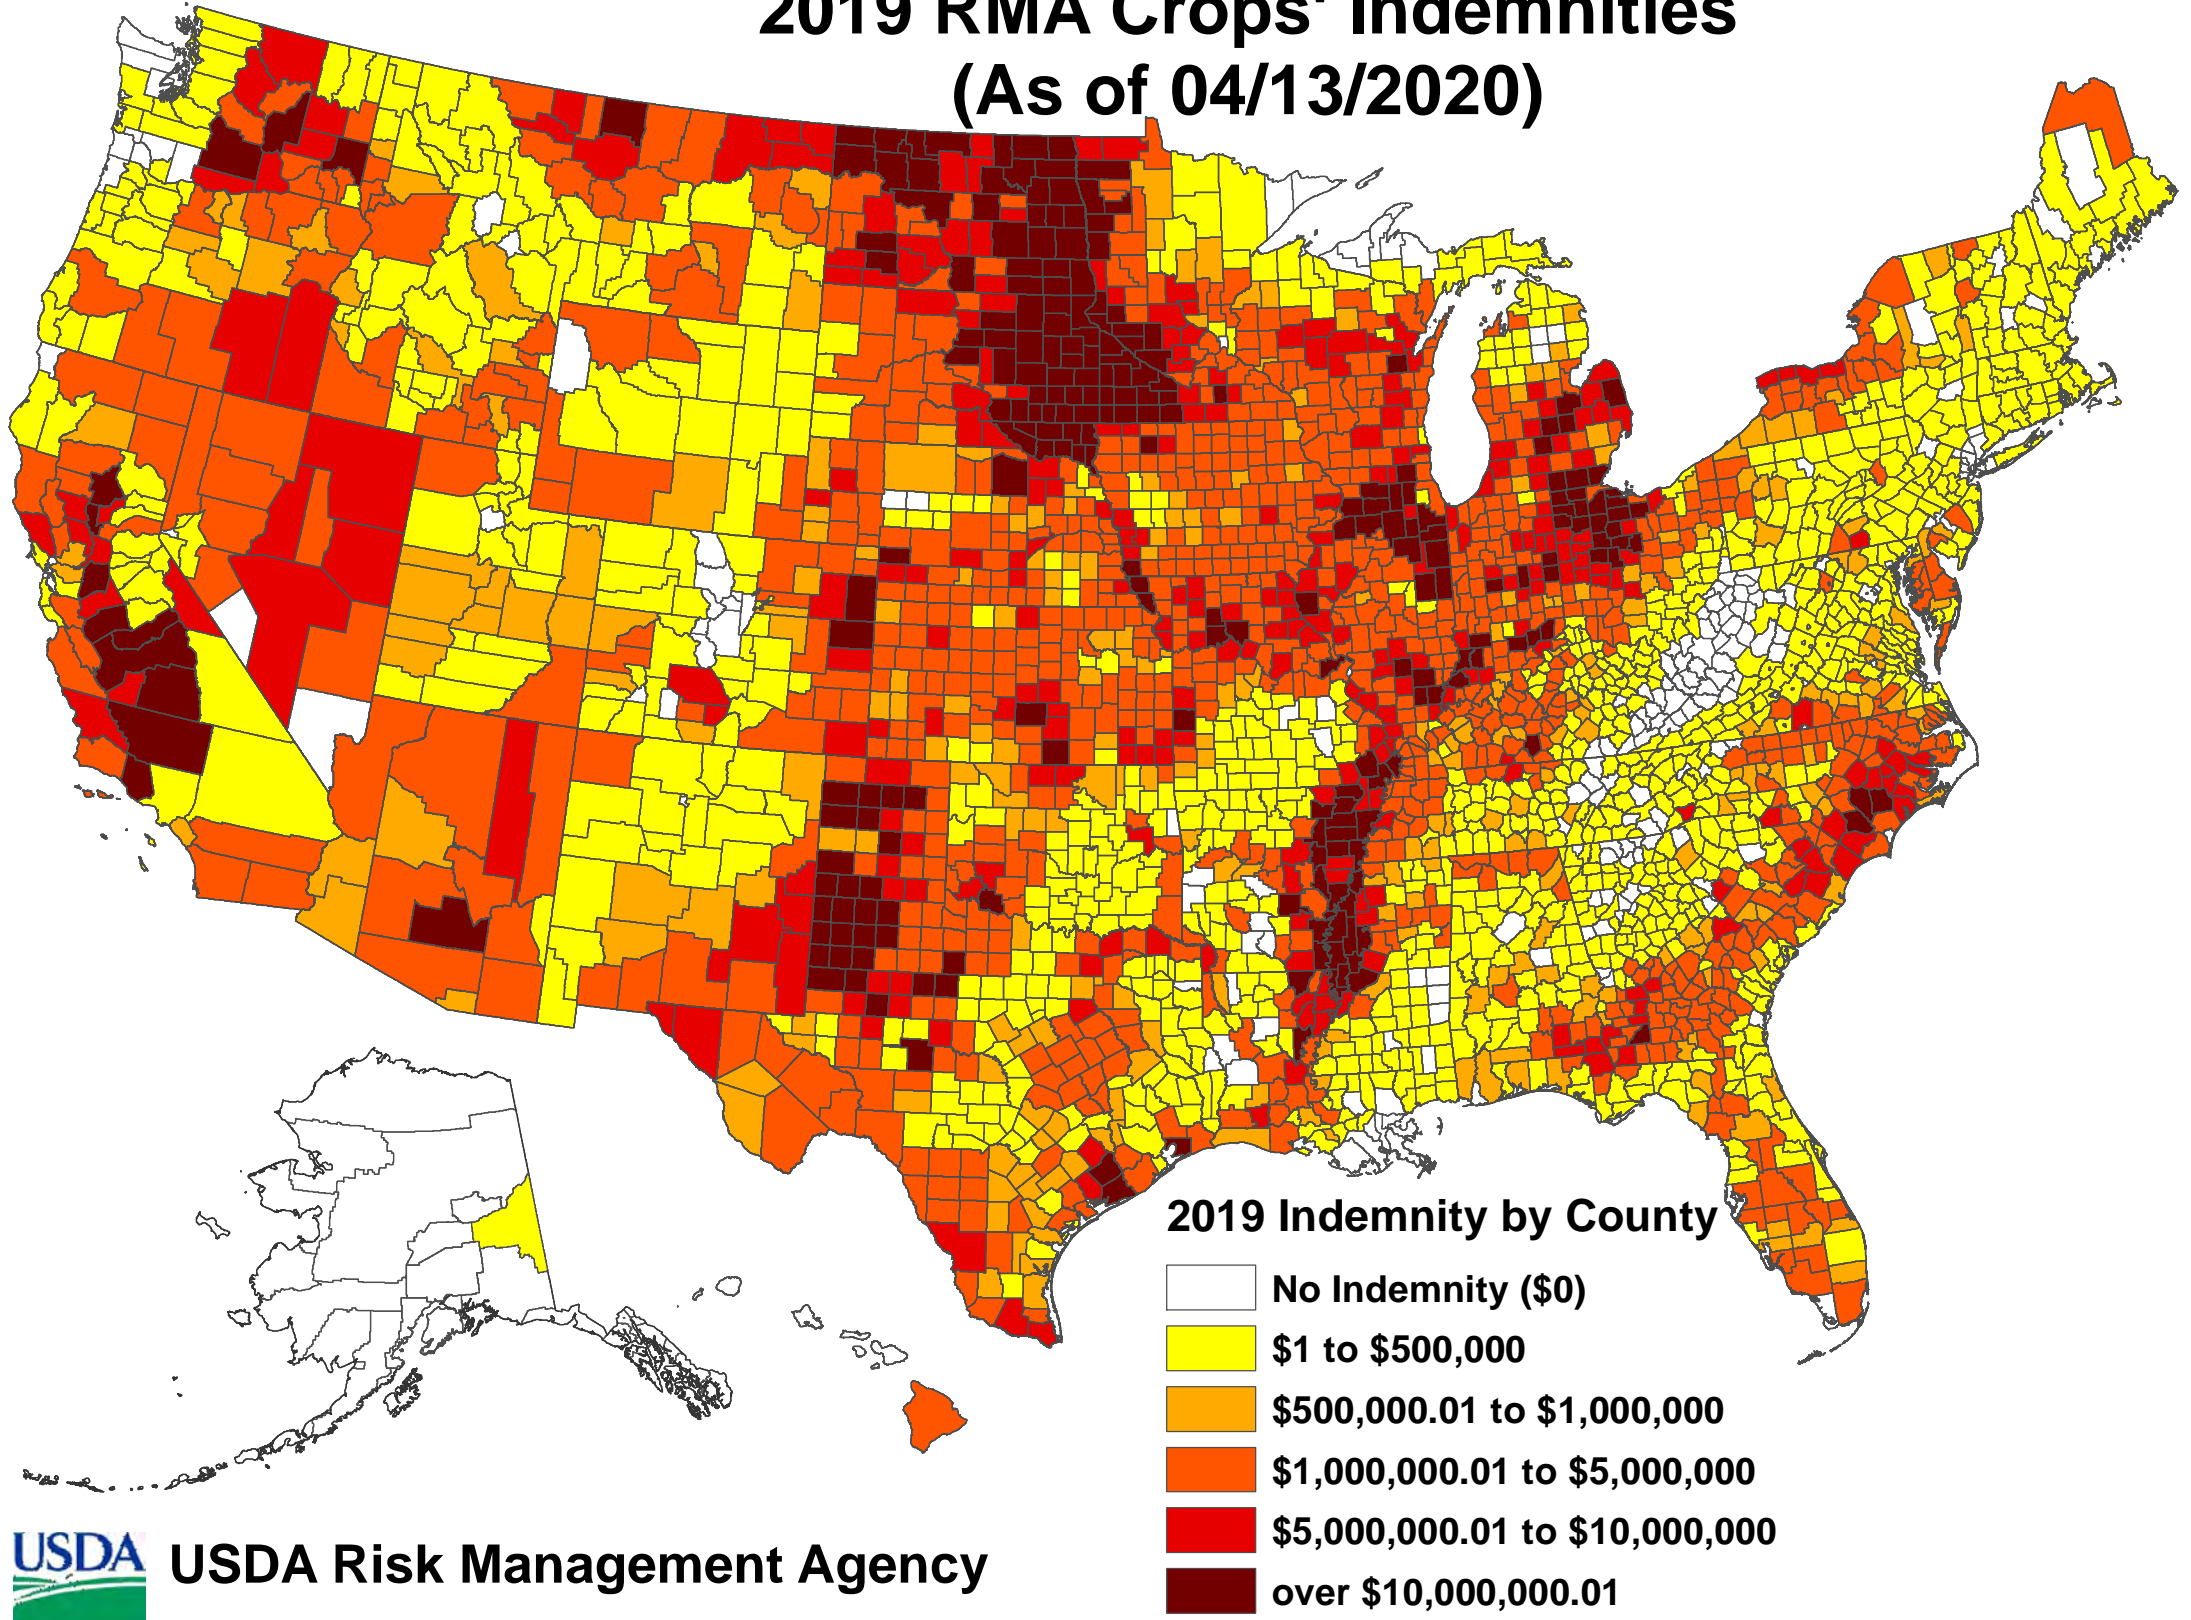 2019 RMA Crops' Indemnities
(As of 04/13/2020)
2019 Indemnity by County
No Indemnity ($0)
$1 to $500,000
$500,000.01 to $1,000,000
$1,000,000.01 to $5,000,000
$5,000,000.01 to $10,000,000
over $10,000,000.01
USDA
USDA Risk Management Agency